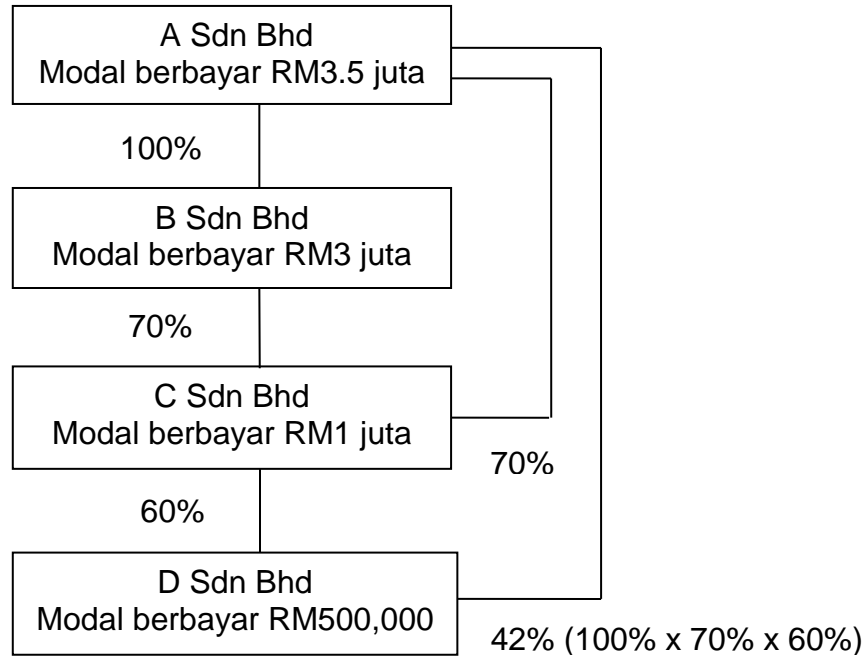 A Sdn Bhd
Modal berbayar RM3.5 juta
100%
B Sdn Bhd
Modal berbayar RM3 juta
70%
C Sdn Bhd
Modal berbayar RM1 juta
70%
60%
D Sdn Bhd
Modal berbayar RM500,000
42% (100% x 70% x 60%)